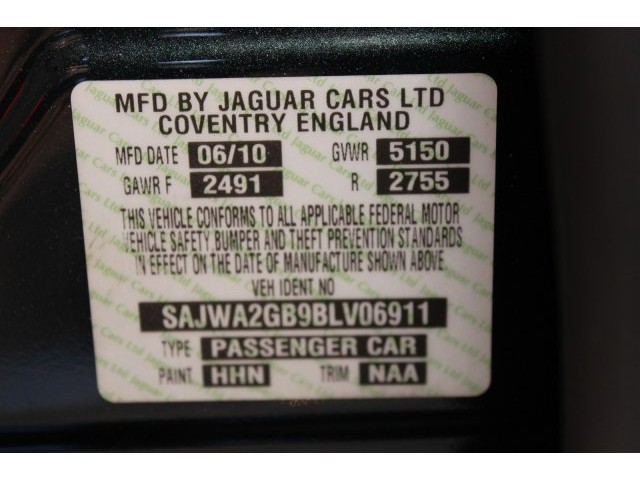 MFD BY JAGUAR CARS LTD
COVENTRY ENGLAND
MFD DATE 06/10 GVWR 5150
GAWR F 2491 R 2755
THIS VEHICLE CONFORMS TO ALL APPLICABLE FEDERAL MOTOR
VEHICLE SAFETY, BUMPER AND THEFT PREVENTION STANDARDS
IN EFFECT ON THE DATE OF MANUFACTURE SHOWN ABOVE.
VEH IDENT NO
SAJWA2GB9BLV06911
TYPE PASSENGER CAR
PAINT HHN TRIM NAA